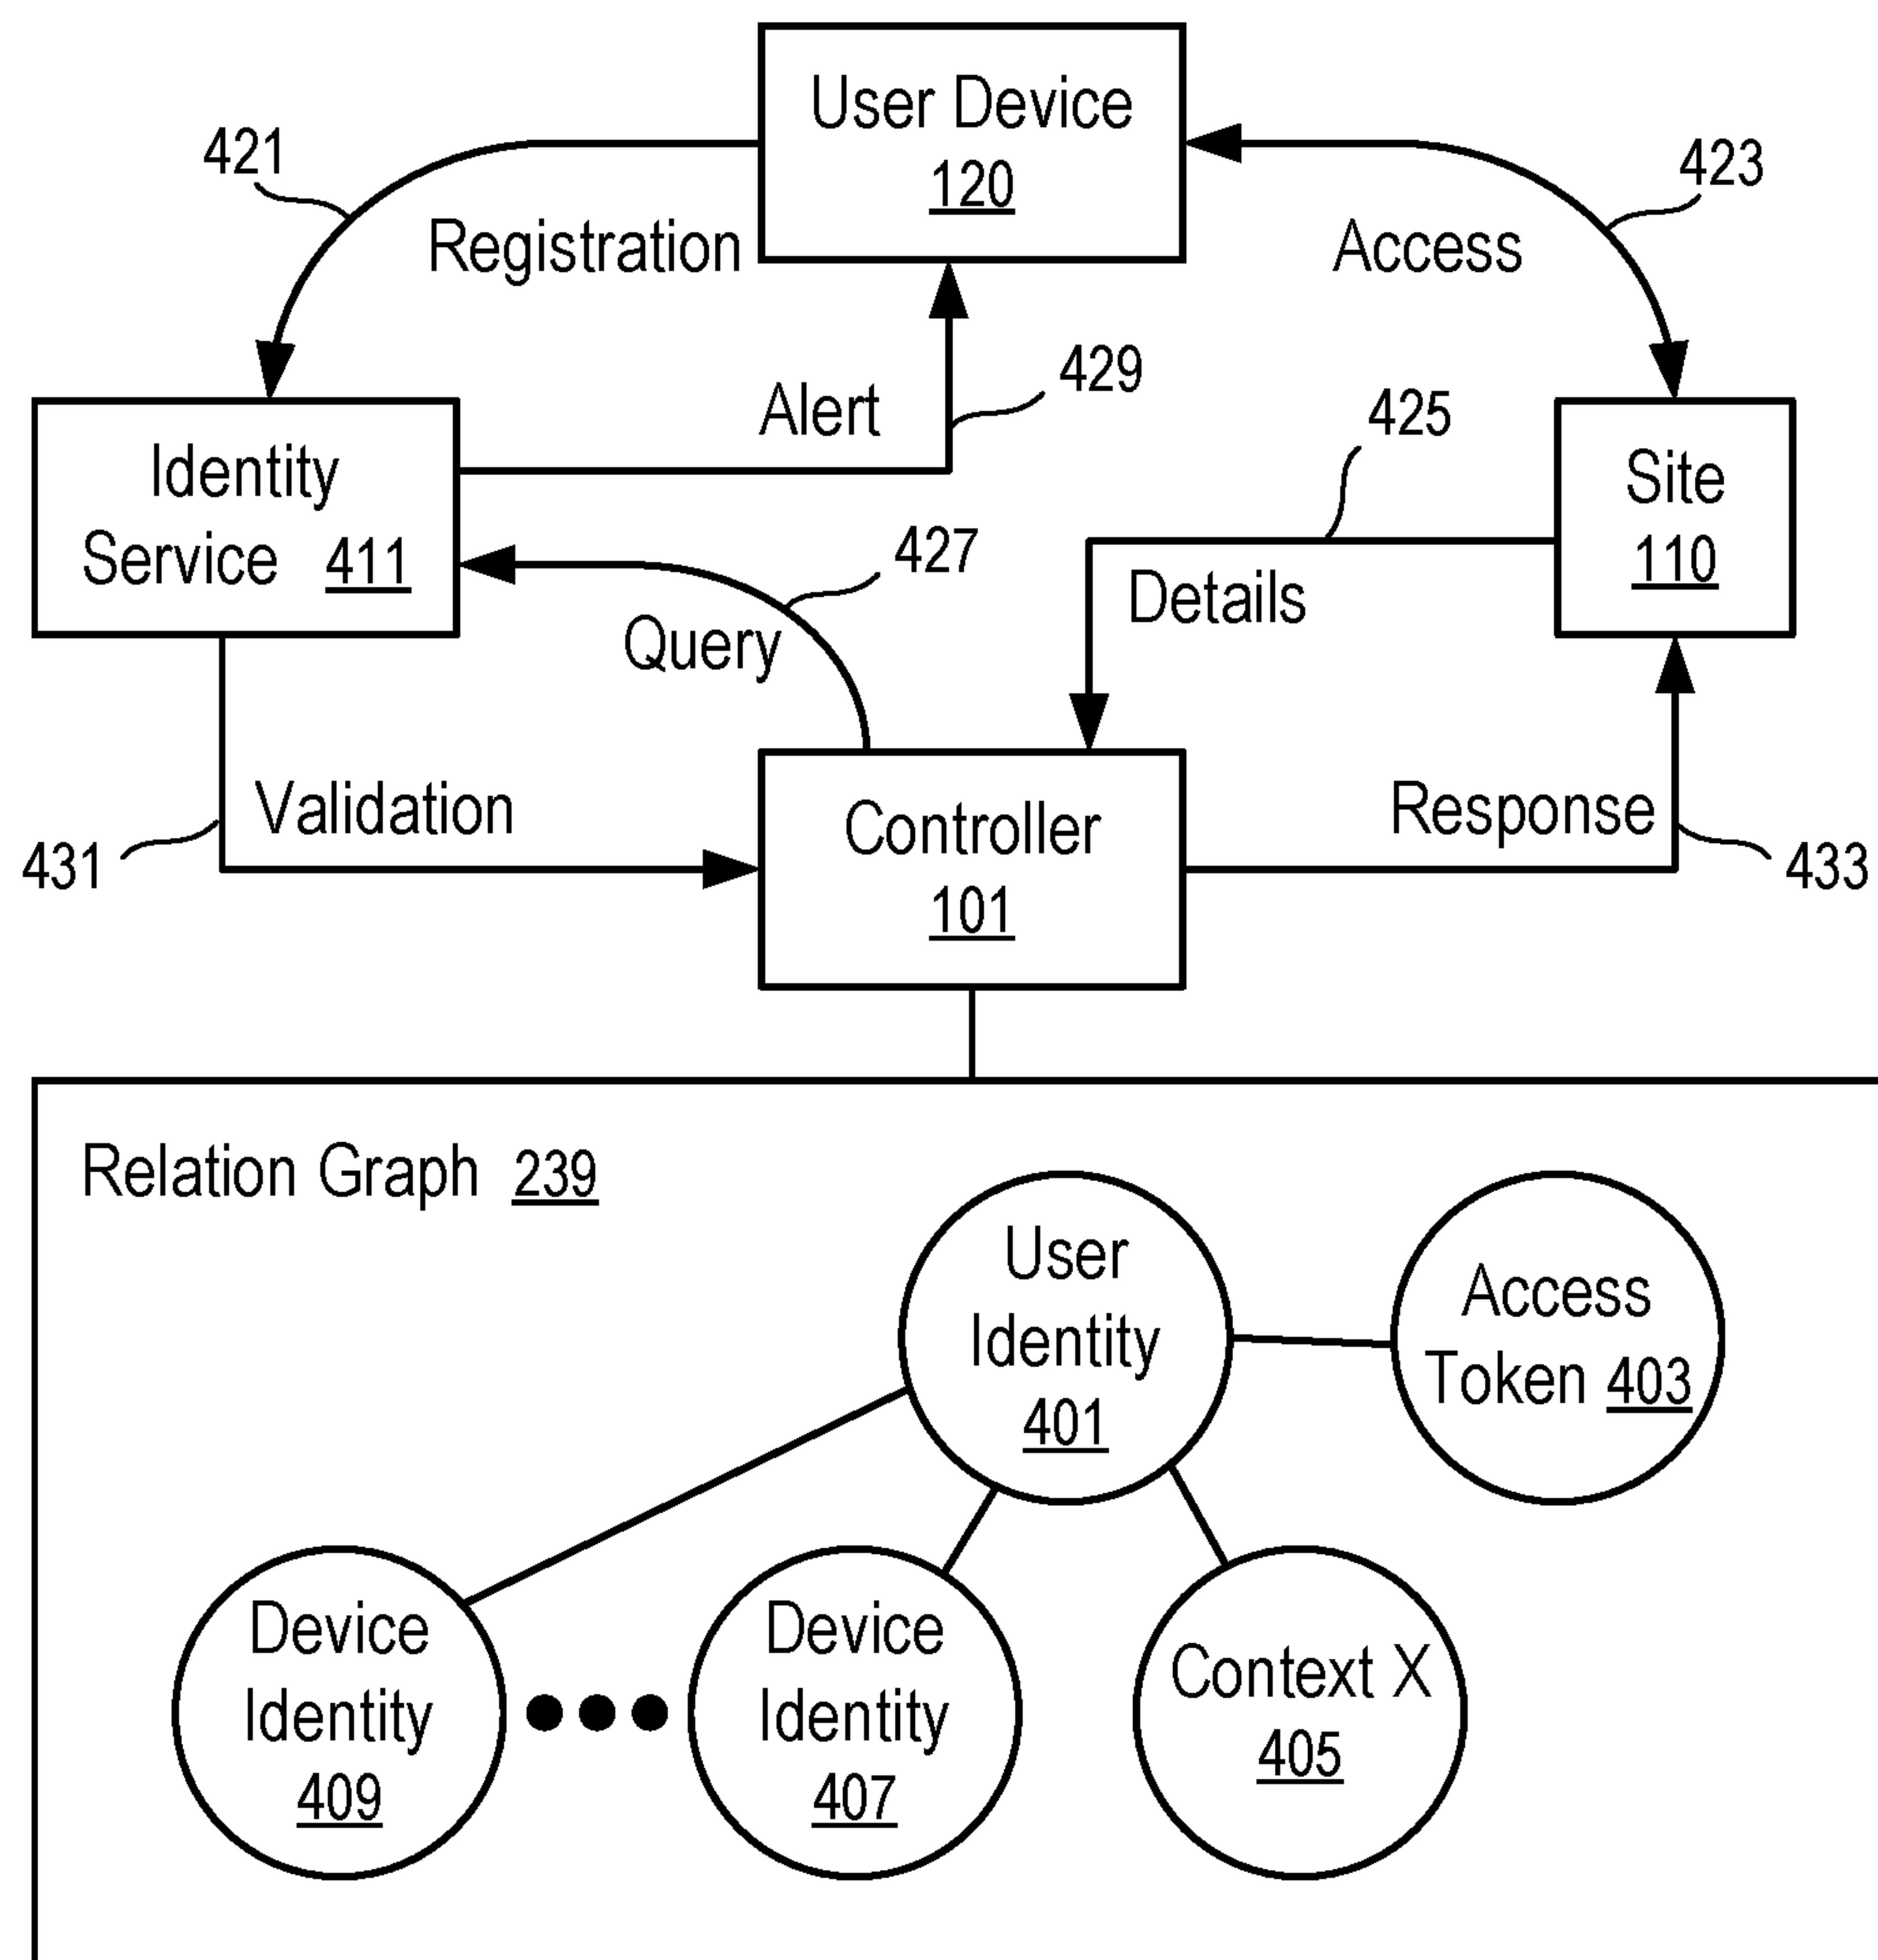 User Device
120
421
423
Registration
Access
429
Alert
425
Identity
Service 411
Site
110
427
Details
Query
Validation
Controller
101
Response
431
433
Relation Graph 239
User
Identity
401
Access
Token 403
Device
Identity
409
Device
Identity
407
Context X
405